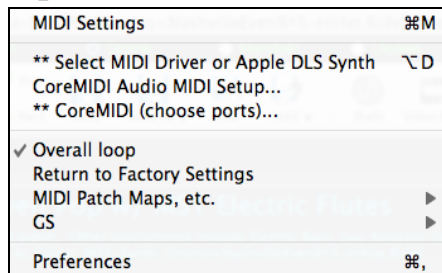 MIDI Settings ⌘M
** Select MIDI Driver or Apple DLS Synth ⌥D
CoreMIDI Audio MIDI Setup...
** CoreMIDI (choose ports)...
✓ Overall loop
Return to Factory Settings
MIDI Patch Maps, etc. ▶
GS ▶
Preferences ⌘,